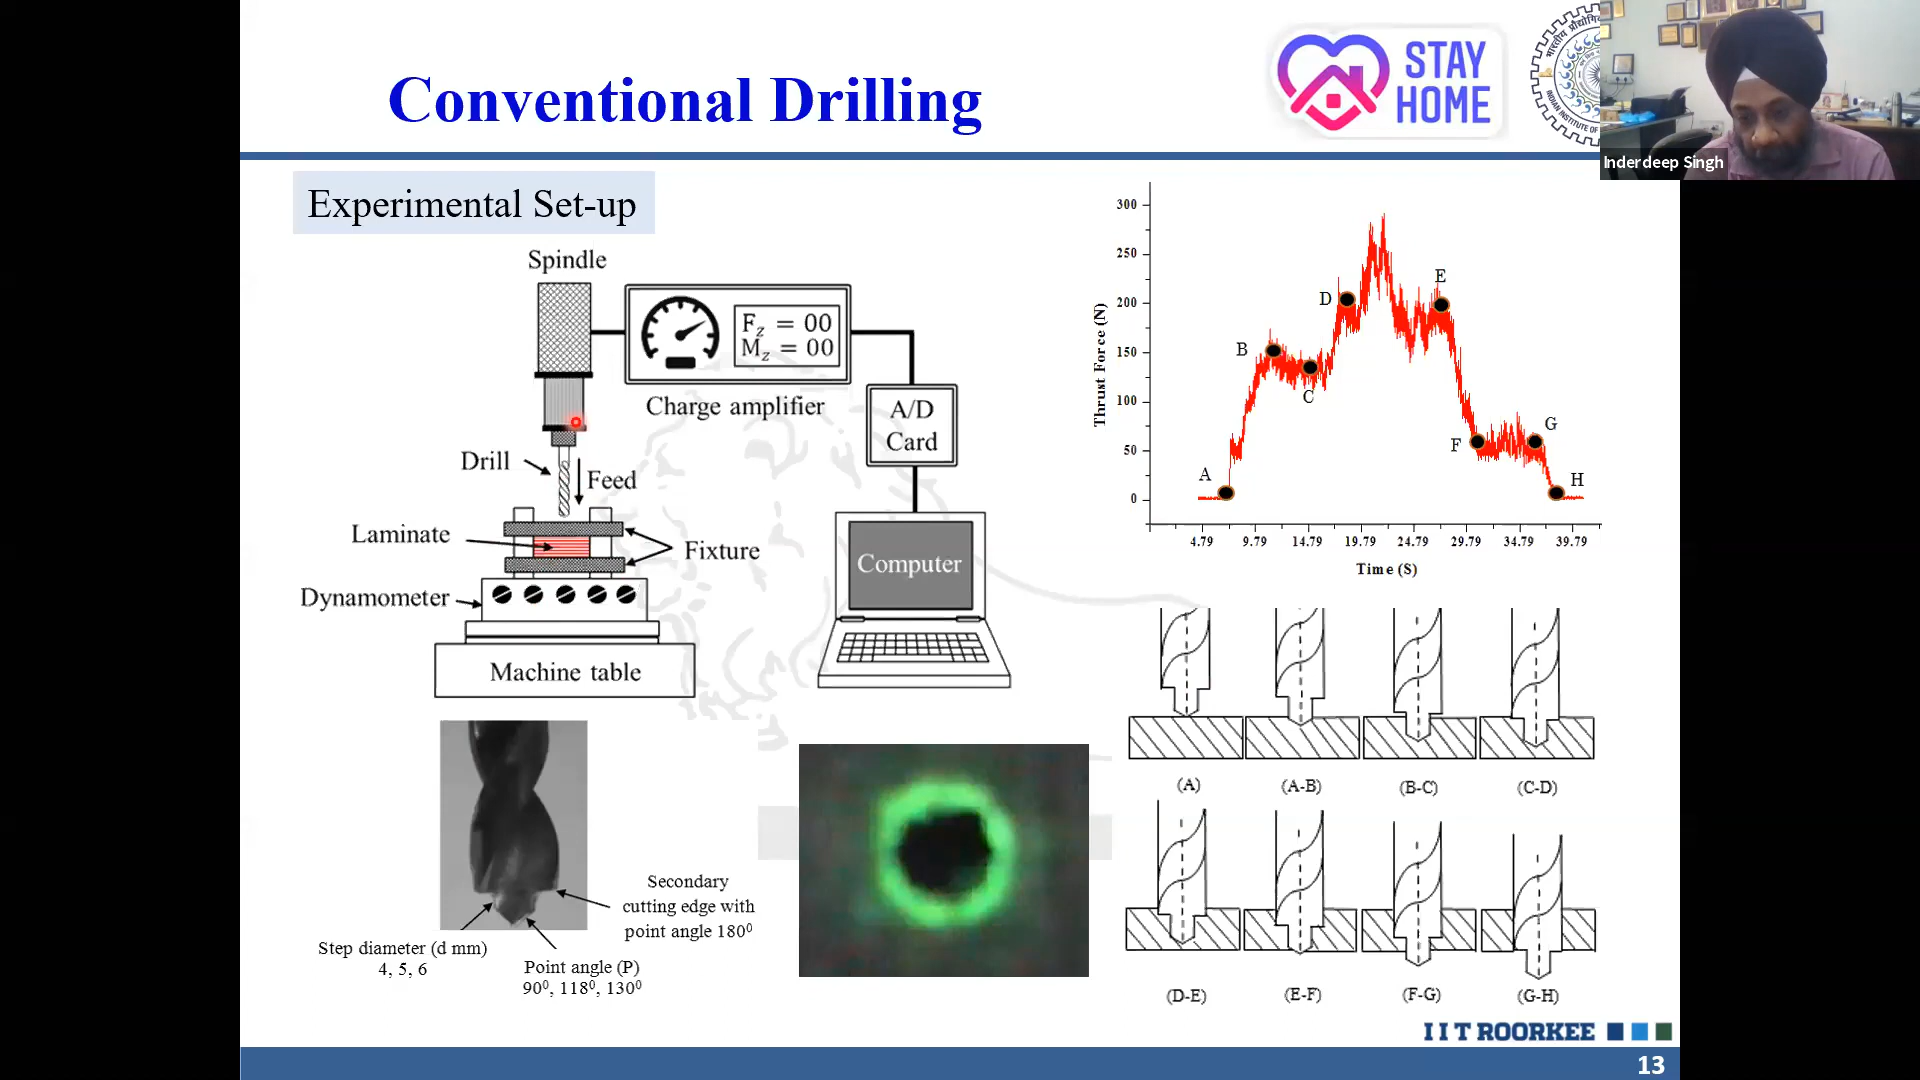 Conventional Drilling
STAY
HOME
Inderdeep Singh
Experimental Set-up
Spindle
F_z = 00
M_z = 00
Charge amplifier
A/D
Card
Drill
Feed
Laminate
Fixture
Dynamometer
Computer
Machine table
Secondary
cutting edge with
point angle 180⁰
Step diameter (d mm)
4, 5, 6
Point angle (P)
90⁰, 118⁰, 130⁰
Thrust Force (N)
300
250
200
150
100
50
0
A
B
C
D
E
F
G
H
4.79 9.79 14.79 19.79 24.79 29.79 34.79 39.79
Time (S)
(A) (A-B) (B-C) (C-D)
(D-E) (E-F) (F-G) (G-H)
I I T ROORKEE
13